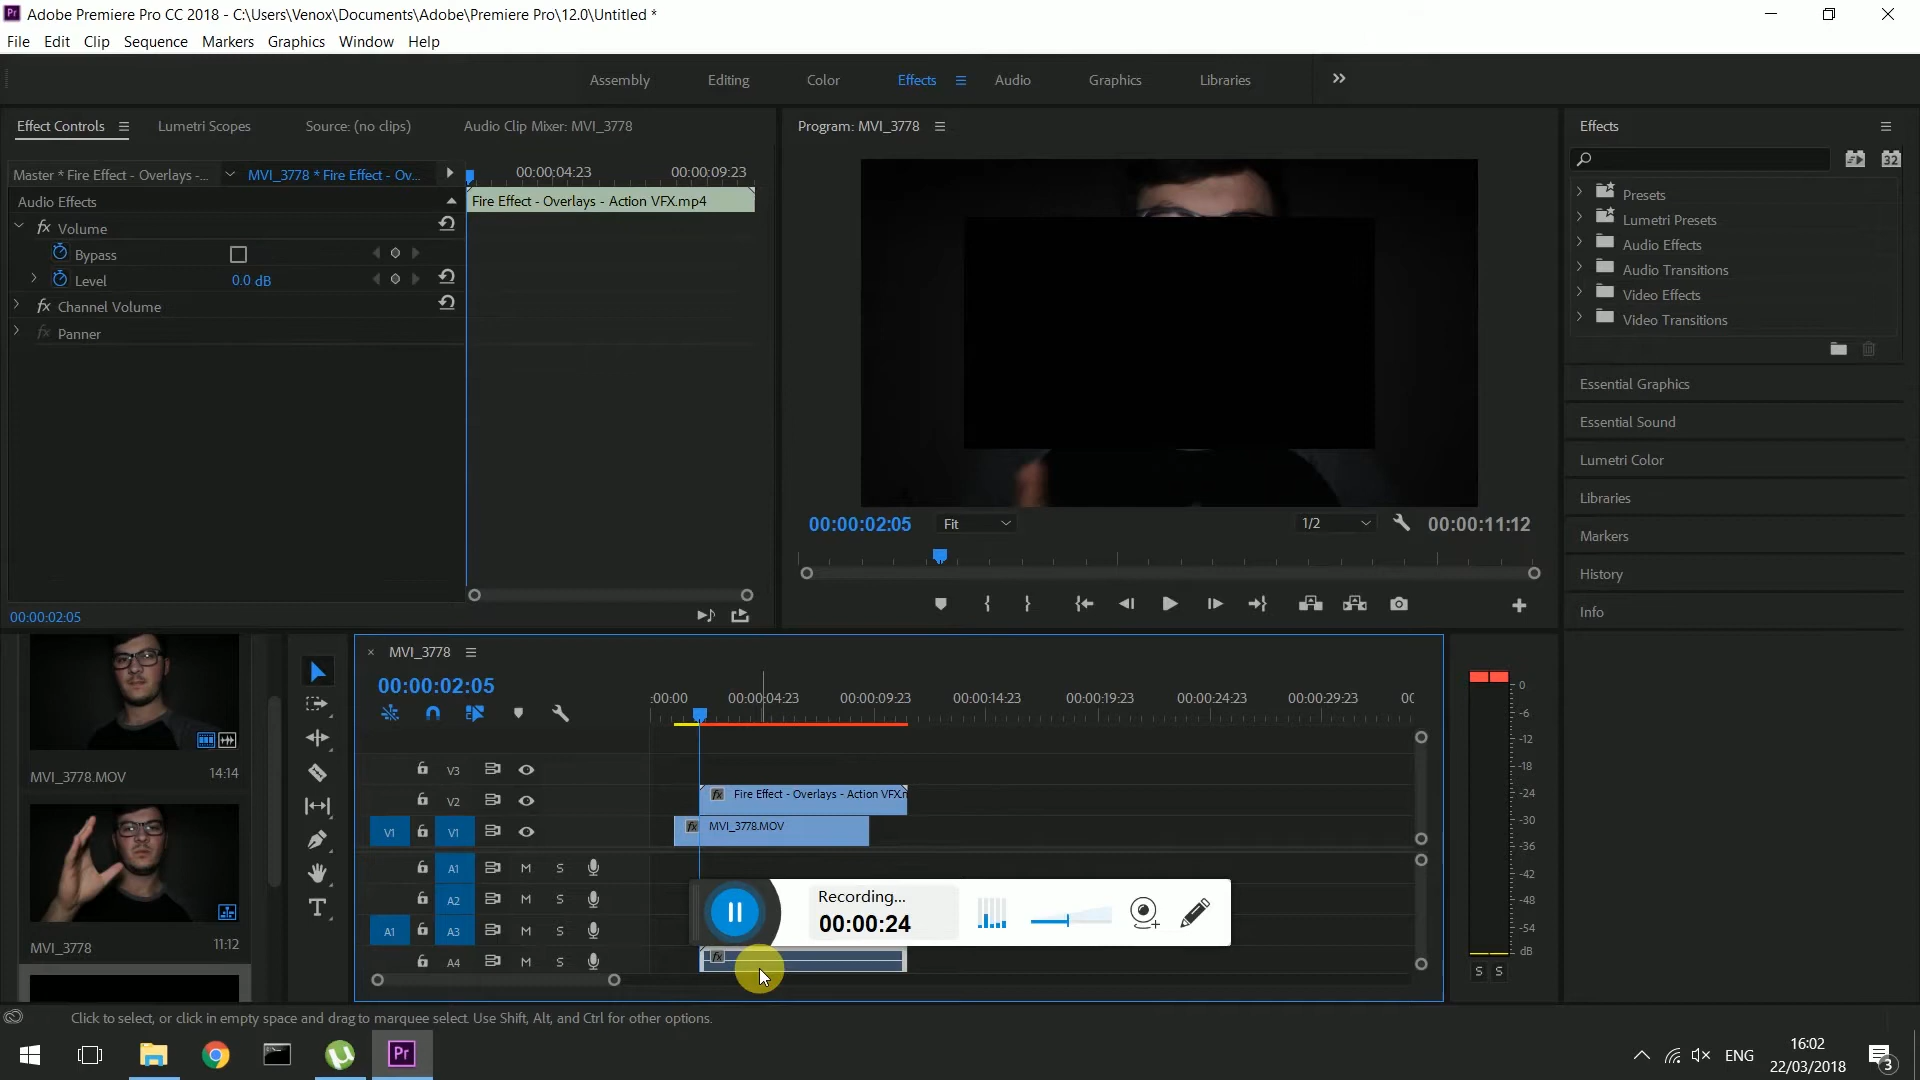 Adobe Premiere Pro CC 2018 - C:\Users\Venox\Documents\Adobe\Premiere Pro\12.0\Untitled *
File Edit Clip Sequence Markers Graphics Window Help
Assembly Editing Color Effects Audio Graphics Libraries
Effect Controls Lumetri Scopes Source: (no clips) Audio Clip Mixer: MVI_3778
Program: MVI_3778
Effects
Master * Fire Effect - Overlays -... MVI_3778 * Fire Effect - Ov... 00:00:04:23 00:00:09:23
32
Audio Effects
Fire Effect - Overlays - Action VFX.mp4
fx Volume
Bypass
Level 0.0 dB
fx Channel Volume
fx Panner
00:00:02:05
Presets
Lumetri Presets
Audio Effects
Audio Transitions
Video Effects
Video Transitions
Essential Graphics
Essential Sound
Lumetri Color
Libraries
Markers
History
Info
00:00:02:05 Fit 1/2 00:00:11:12
MVI_3778.MOV 14:14
MVI_3778 11:12
× MVI_3778
00:00:02:05
:00:00 00:00:04:23 00:00:09:23 00:00:14:23 00:00:19:23 00:00:24:23 00:00:29:23 00
V3
V2 fx Fire Effect - Overlays - Action VFX.m
V1 V1 fx MVI_3778.MOV
A1 M S
A2 M S
A1 A3 M S
A4 M S fx
Recording...
00:00:24
0
-6
-12
-18
-24
-30
-36
-42
-48
-54
dB
S S
Click to select, or click in empty space and drag to marquee select. Use Shift, Alt, and Ctrl for other options.
Pr
ENG
16:02
22/03/2018
3